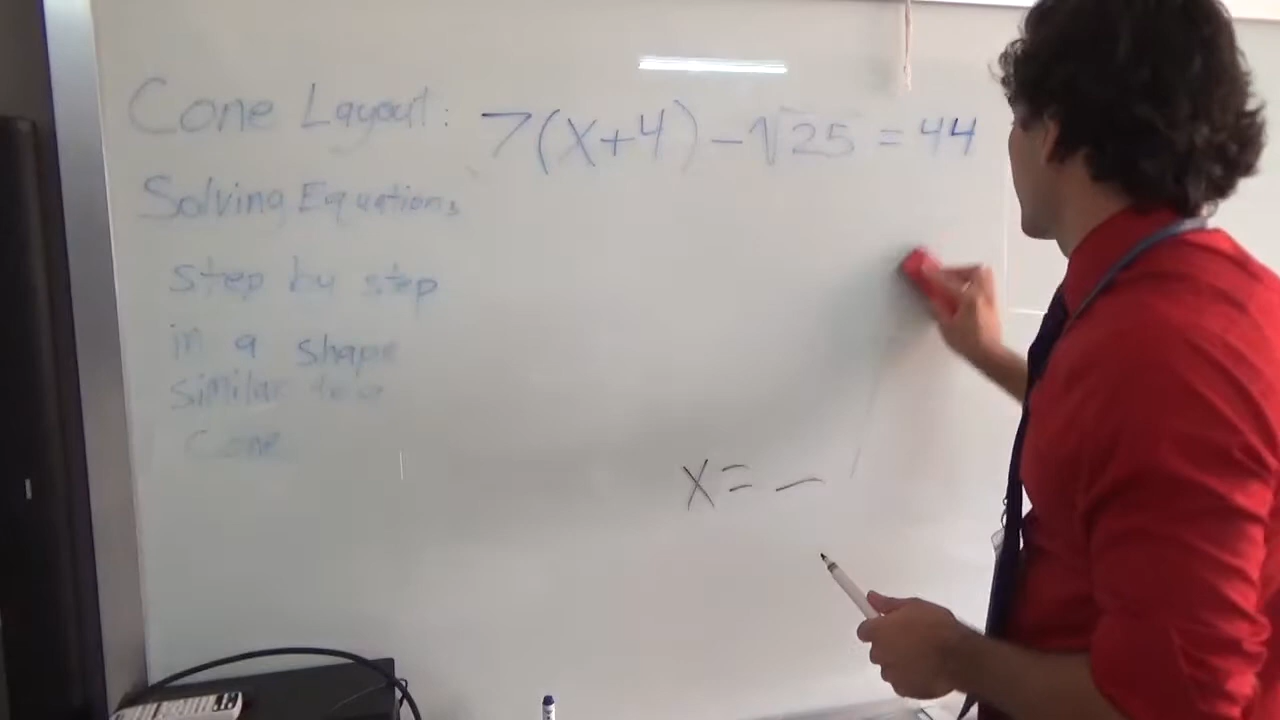 Cone Layout: 7(x+4) - √25 = 44
Solving Equations
step by step
in a shape
similar to a
Cone
x = _